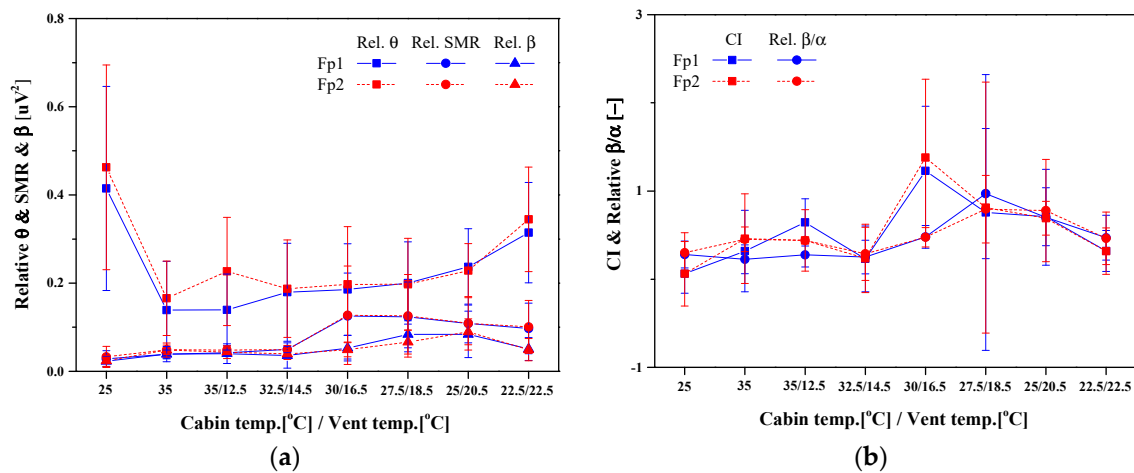 Relative θ & SMR & β [uV²]
0.8
0.6
0.4
0.2
0.0
Rel. θ Rel. SMR Rel. β
Fp1
Fp2
25 35 35/12.5 32.5/14.5 30/16.5 27.5/18.5 25/20.5 22.5/22.5
Cabin temp.[°C] / Vent temp.[°C]
(a)
CI & Relative β/α [−]
3
1
-1
CI Rel. β/α
Fp1
Fp2
25 35 35/12.5 32.5/14.5 30/16.5 27.5/18.5 25/20.5 22.5/22.5
Cabin temp.[°C] / Vent temp.[°C]
(b)